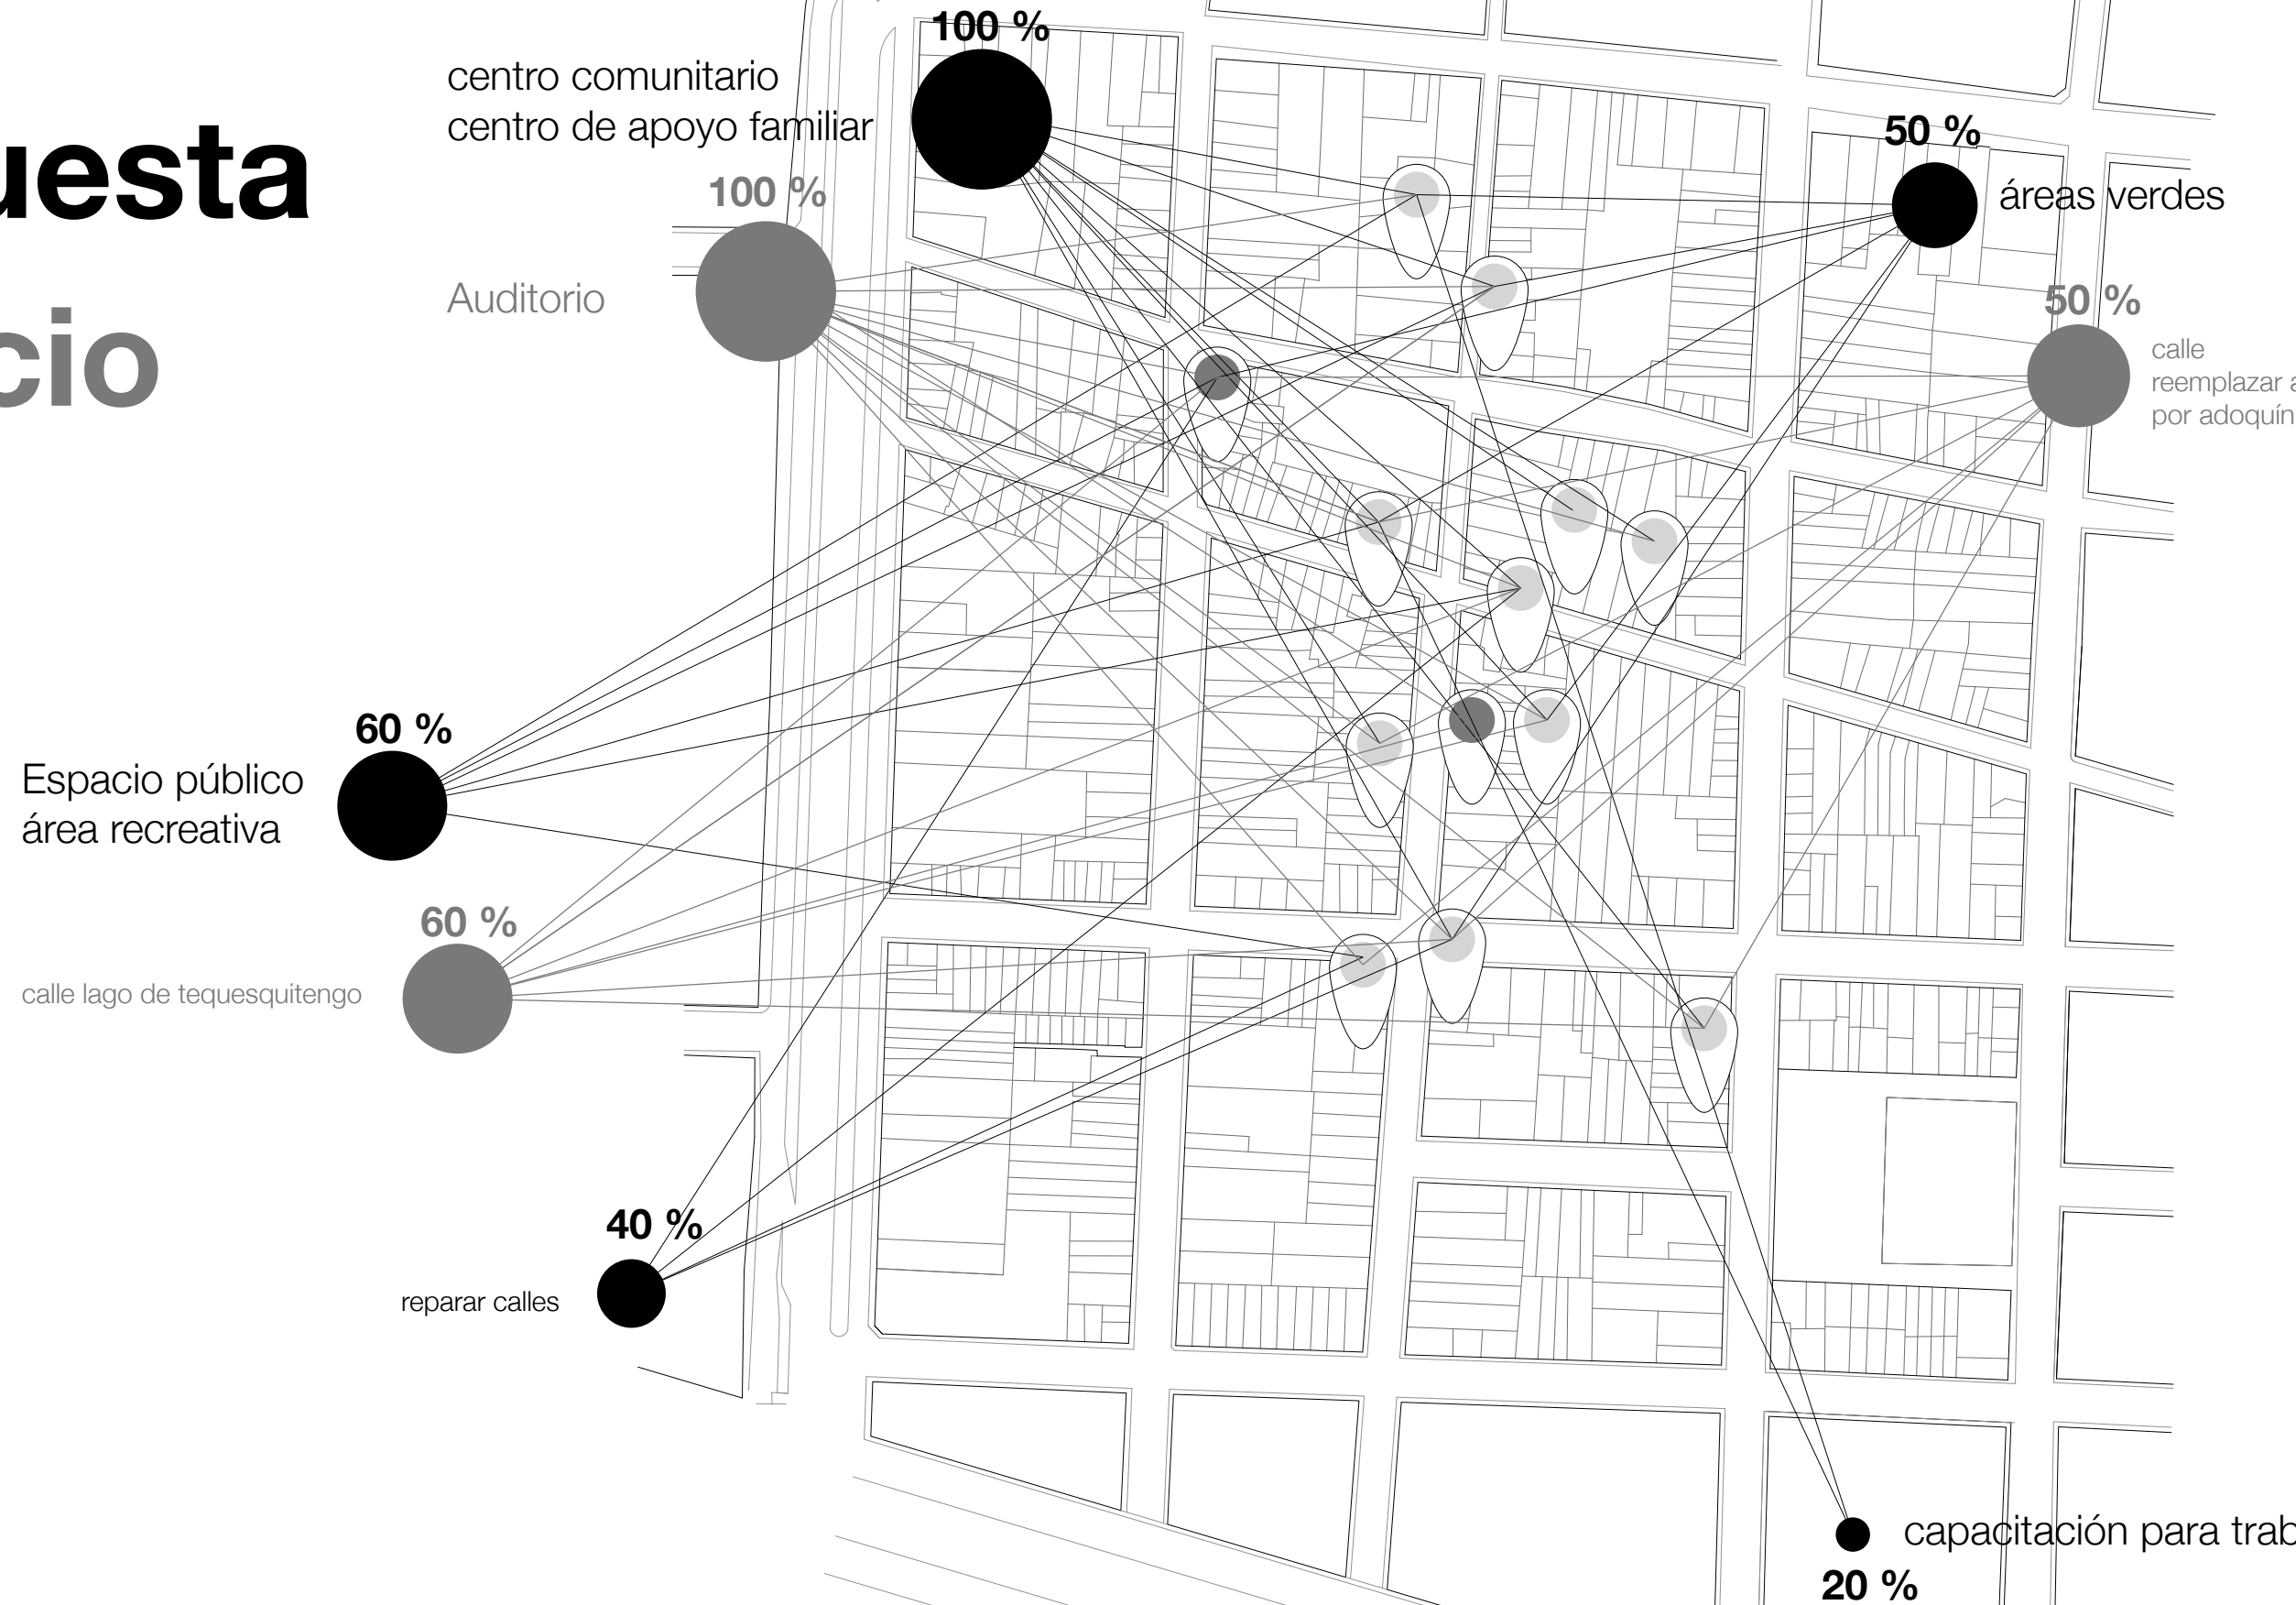 100 %
centro comunitario
centro de apoyo familiar
uesta
100 %
50 %
áreas verdes
Auditorio
cio
50 %
calle
reemplazar a
por adoquín
60 %
Espacio público
área recreativa
60 %
calle lago de tequesquitengo
40 %
reparar calles
capacitación para trab
20 %